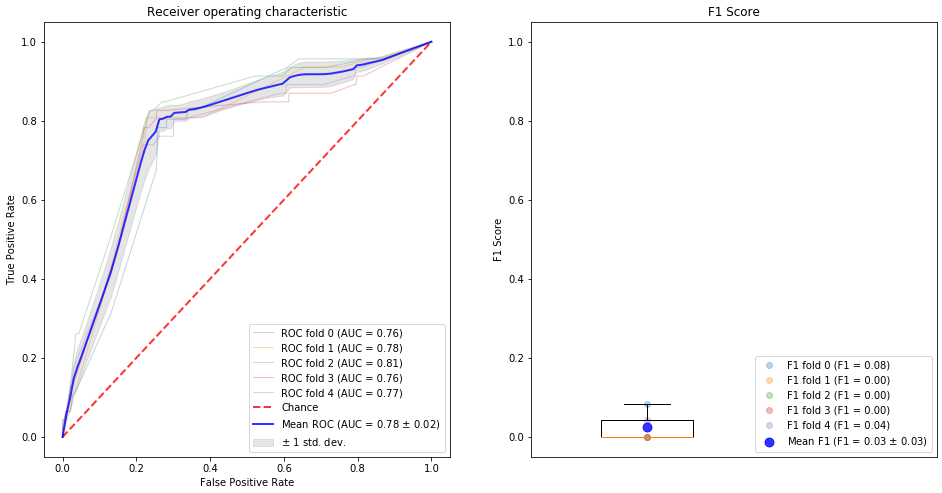 Receiver operating characteristic
1.0
0.8
0.6
0.4
0.2
0.0
True Positive Rate
0.0 0.2 0.4 0.6 0.8 1.0
False Positive Rate
ROC fold 0 (AUC = 0.76)
ROC fold 1 (AUC = 0.78)
ROC fold 2 (AUC = 0.81)
ROC fold 3 (AUC = 0.76)
ROC fold 4 (AUC = 0.77)
Chance
Mean ROC (AUC = 0.78 ± 0.02)
± 1 std. dev.
F1 Score
1.0
0.8
0.6
0.4
0.2
0.0
F1 Score
F1 fold 0 (F1 = 0.08)
F1 fold 1 (F1 = 0.00)
F1 fold 2 (F1 = 0.00)
F1 fold 3 (F1 = 0.00)
F1 fold 4 (F1 = 0.04)
Mean F1 (F1 = 0.03 ± 0.03)